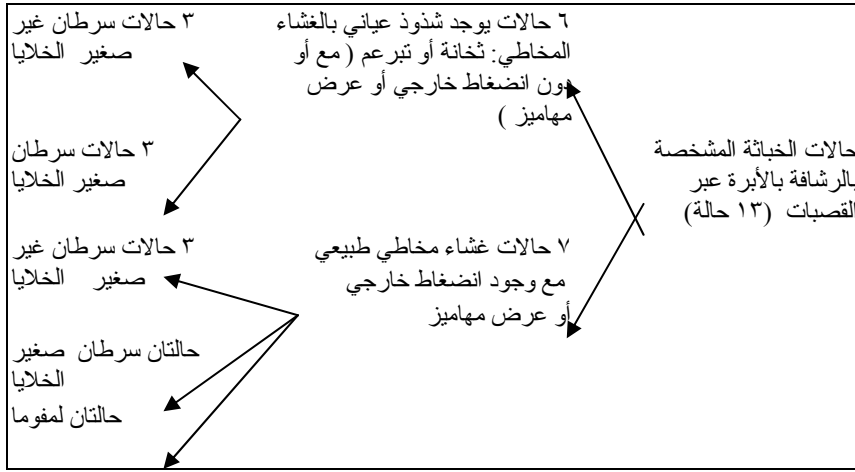 حالات الخباثة المشخصة
بالرشافة بالأبرة عبر
القصبات (١٣ حالة)
٦ حالات يوجد شذوذ عياني بالغشاء
المخاطي: ثخانة أو تبرعم ( مع أو
دون انضغاط خارجي أو عرض
مهاميز )
٣ حالات سرطان غير
صغير الخلايا
٣ حالات سرطان
صغير الخلايا
٧ حالات غشاء مخاطي طبيعي
مع وجود انضغاط خارجي
أو عرض مهاميز
٣ حالات سرطان غير
صغير الخلايا
حالتان سرطان صغير
الخلايا
حالتان لمفوما